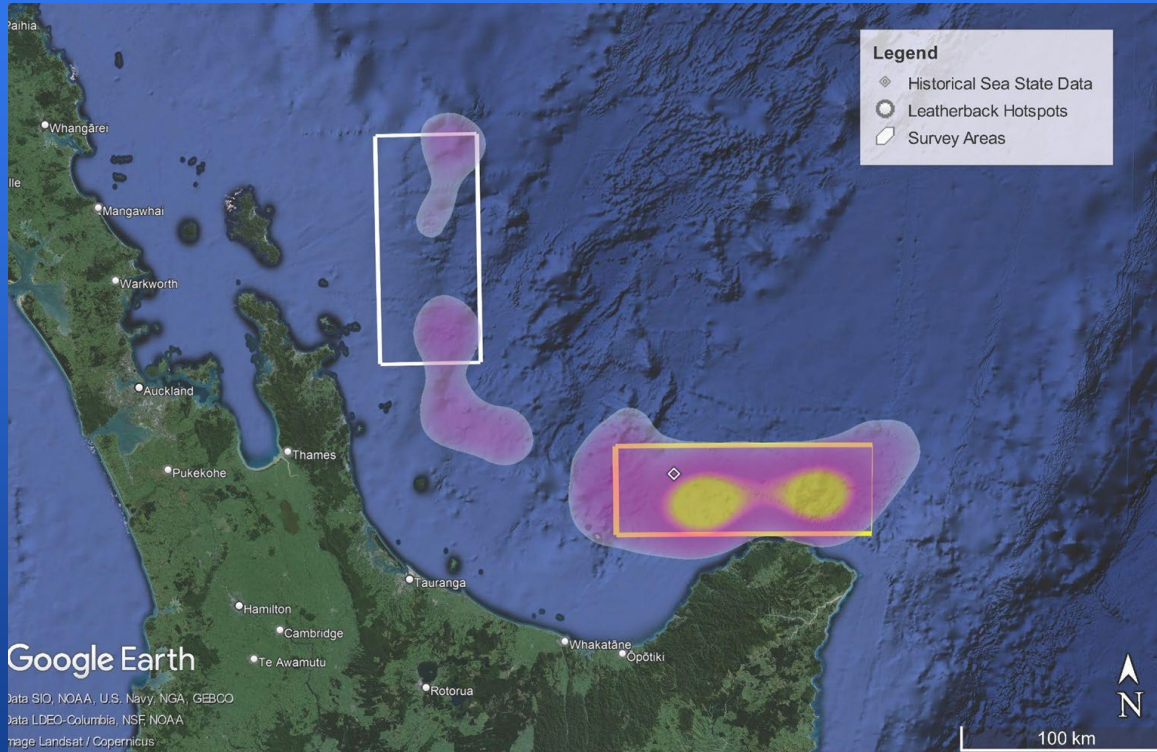 Paihia
Legend
Historical Sea State Data
Leatherback Hotspots
Survey Areas
Whangārei
lle
Mangawhai
Warkworth
Auckland
Thames
Pukekohe
Tauranga
Hamilton
Cambridge
Whakatāne
Ōpōtiki
Te Awamutu
Rotorua
Google Earth
Data SIO, NOAA, U.S. Navy, NGA, GEBCO
Data LDEO-Columbia, NSF, NOAA
Image Landsat / Copernicus
N
100 km